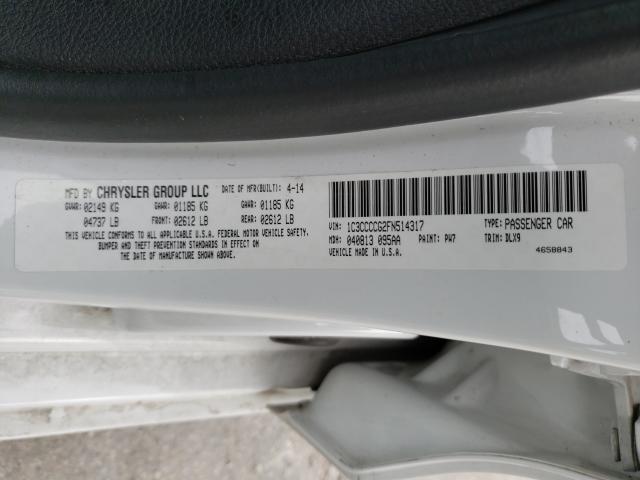 MFD BY CHRYSLER GROUP LLC DATE OF MFR(BUILT): 4-14
GVWR: 02149 KG GAWR: 01185 KG GAWR: 01185 KG
04737 LB FRONT: 02612 LB REAR: 02612 LB
THIS VEHICLE CONFORMS TO ALL APPLICABLE U.S.A. FEDERAL MOTOR VEHICLE SAFETY,
BUMPER AND THEFT PREVENTION STANDARDS IN EFFECT ON
THE DATE OF MANUFACTURE SHOWN ABOVE.
VIN: 1C3CCCCG2FN514317 TYPE: PASSENGER CAR
MDH: 040813 095AA PAINT: PW7 TRIM: DLX9
VEHICLE MADE IN U.S.A. 4658843